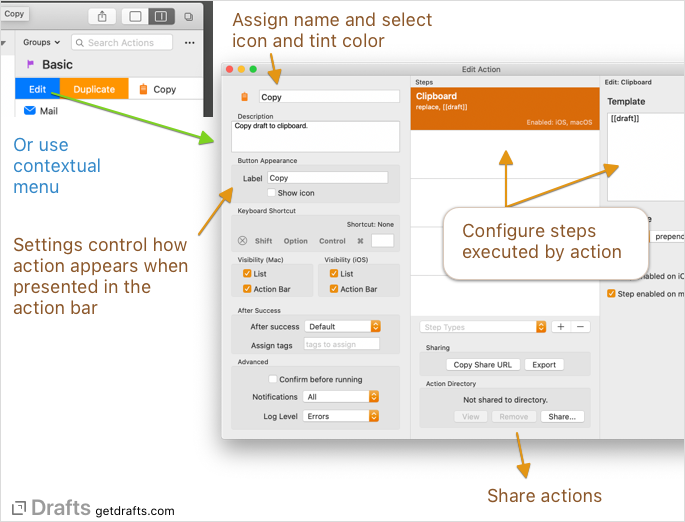 Copy
Groups
Search Actions
Basic
Edit
Duplicate
Copy
Mail
Or use
contextual
menu
Settings control how
action appears when
presented in the
action bar
Assign name and select
icon and tint color
Edit Action
Copy
Description
Copy draft to clipboard.
Button Appearance
Label
Copy
Show icon
Keyboard Shortcut
Shortcut: None
Shift Option Control ⌘
Visibility (Mac)
List
Action Bar
Visibility (iOS)
List
Action Bar
After Success
After success
Default
Assign tags
tags to assign
Advanced
Confirm before running
Notifications
All
Log Level
Errors
Steps
Clipboard
replace, [[draft]]
Enabled: iOS, macOS
Configure steps
executed by action
Step Types
+ −
Sharing
Copy Share URL
Export
Action Directory
Not shared to directory.
View
Remove
Share...
Edit: Clipboard
Template
[[draft]]
prepend
Step enabled on m
Share actions
Drafts getdrafts.com